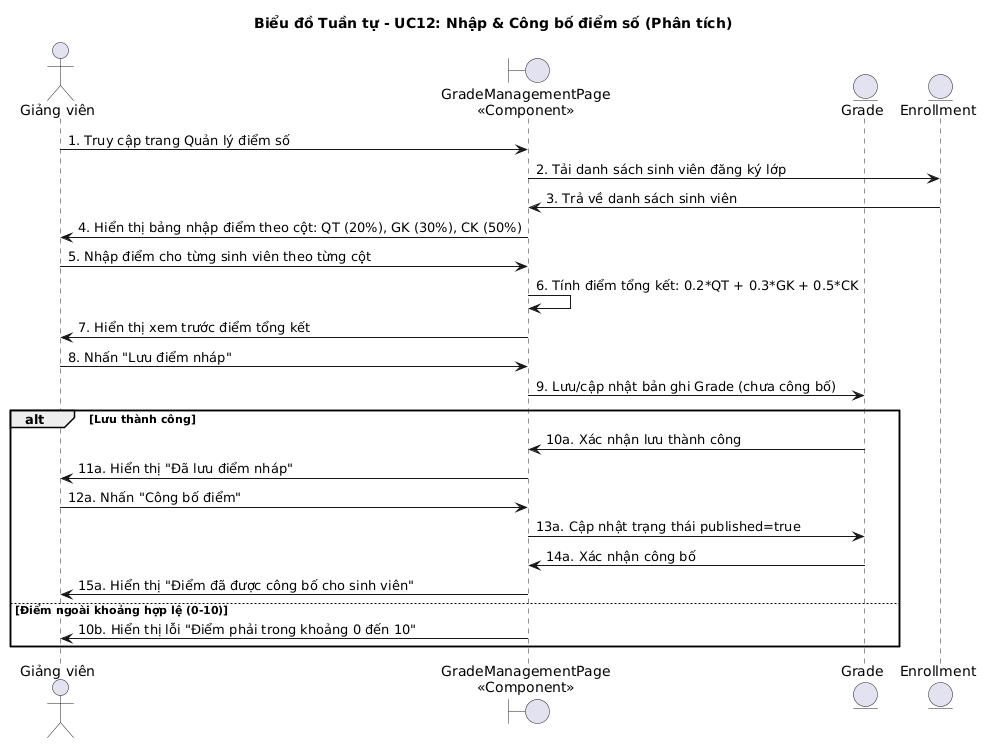 Biểu đồ Tuần tự - UC12: Nhập & Công bố điểm số (Phân tích)
Giảng viên
GradeManagementPage
«Component»
Grade
Enrollment
1. Truy cập trang Quản lý điểm số
2. Tải danh sách sinh viên đăng ký lớp
3. Trả về danh sách sinh viên
4. Hiển thị bảng nhập điểm theo cột: QT (20%), GK (30%), CK (50%)
5. Nhập điểm cho từng sinh viên theo từng cột
6. Tính điểm tổng kết: 0.2*QT + 0.3*GK + 0.5*CK
7. Hiển thị xem trước điểm tổng kết
8. Nhấn "Lưu điểm nháp"
9. Lưu/cập nhật bản ghi Grade (chưa công bố)
alt [Lưu thành công]
10a. Xác nhận lưu thành công
11a. Hiển thị "Đã lưu điểm nháp"
12a. Nhấn "Công bố điểm"
13a. Cập nhật trạng thái published=true
14a. Xác nhận công bố
15a. Hiển thị "Điểm đã được công bố cho sinh viên"
[Điểm ngoài khoảng hợp lệ (0-10)]
10b. Hiển thị lỗi "Điểm phải trong khoảng 0 đến 10"
Giảng viên
GradeManagementPage
«Component»
Grade
Enrollment